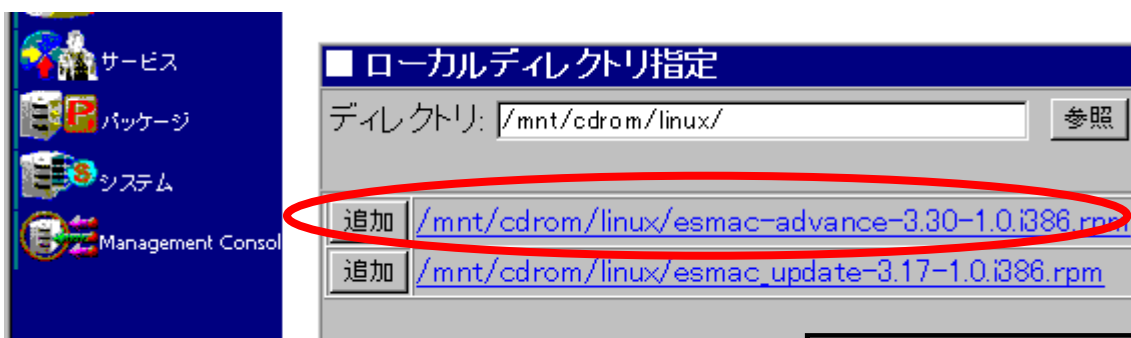 サービス
パッケージ
システム
Management Consol
■ ローカルディレクトリ指定
ディレクトリ: /mnt/cdrom/linux/ 参照
追加 /mnt/cdrom/linux/esmac-advance-3.30-1.0.i386.rpm
追加 /mnt/cdrom/linux/esmac_update-3.17-1.0.i386.rpm